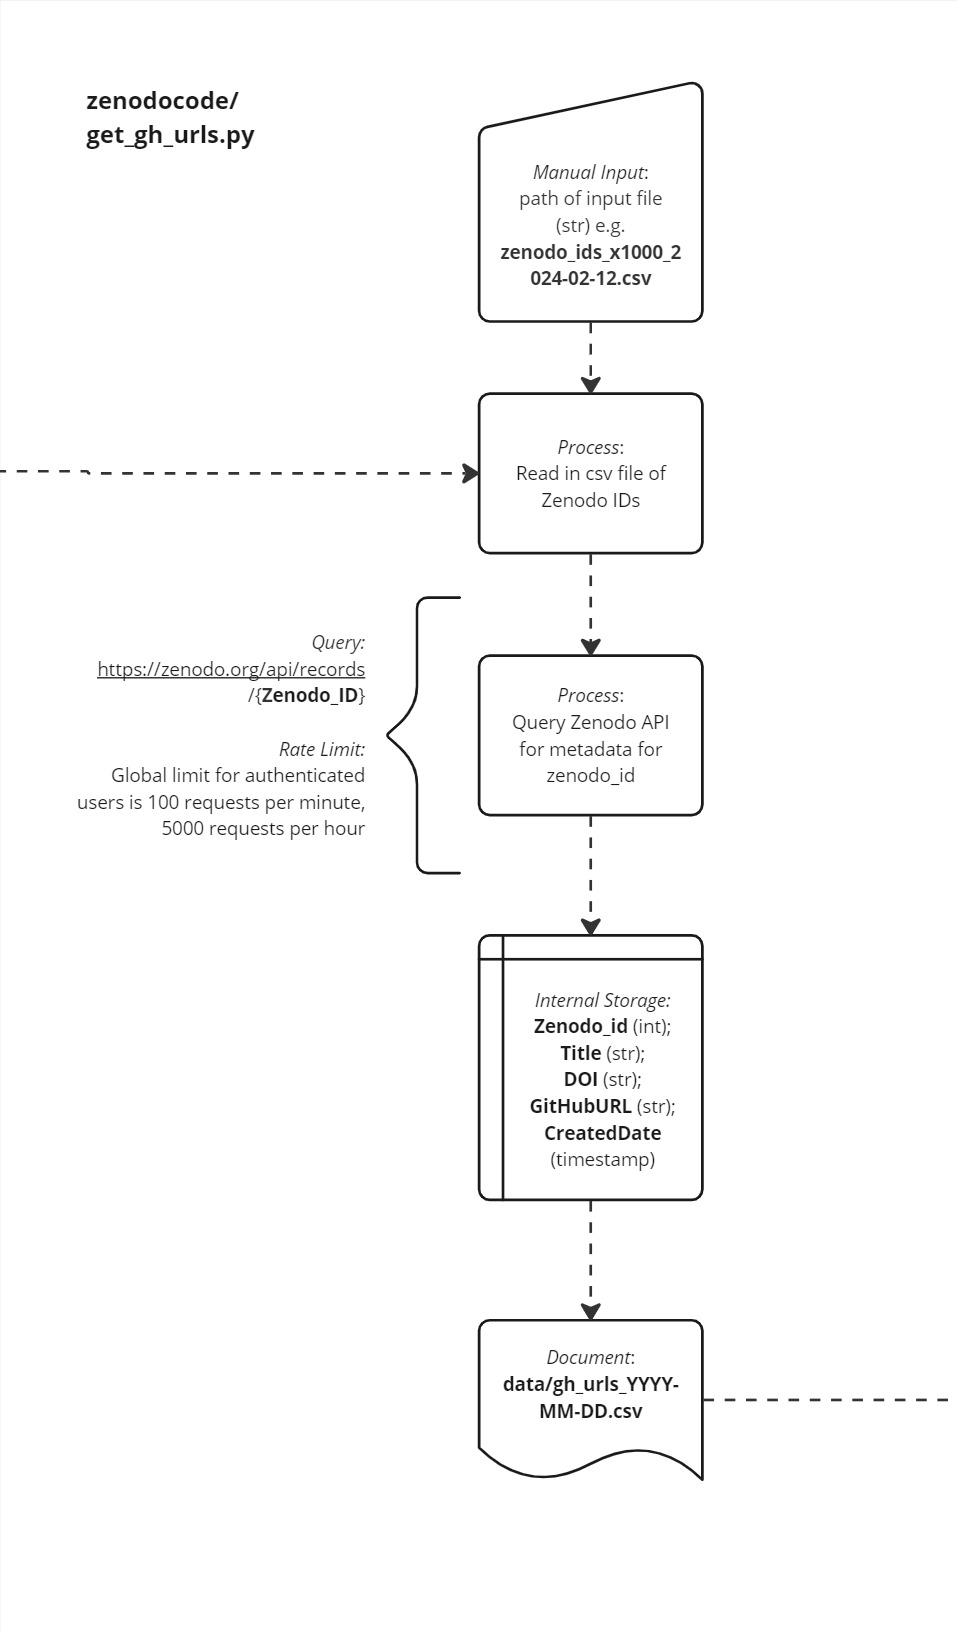 zenodocode/
get_gh_urls.py
Manual Input:
path of input file
(str) e.g.
zenodo_ids_x1000_2
024-02-12.csv
Process:
Read in csv file of
Zenodo IDs
Query:
https://zenodo.org/api/records
/{Zenodo_ID}
Rate Limit:
Global limit for authenticated
users is 100 requests per minute,
5000 requests per hour
Process:
Query Zenodo API
for metadata for
zenodo_id
Internal Storage:
Zenodo_id (int);
Title (str);
DOI (str);
GitHubURL (str);
CreatedDate
(timestamp)
Document:
data/gh_urls_YYYY-
MM-DD.csv